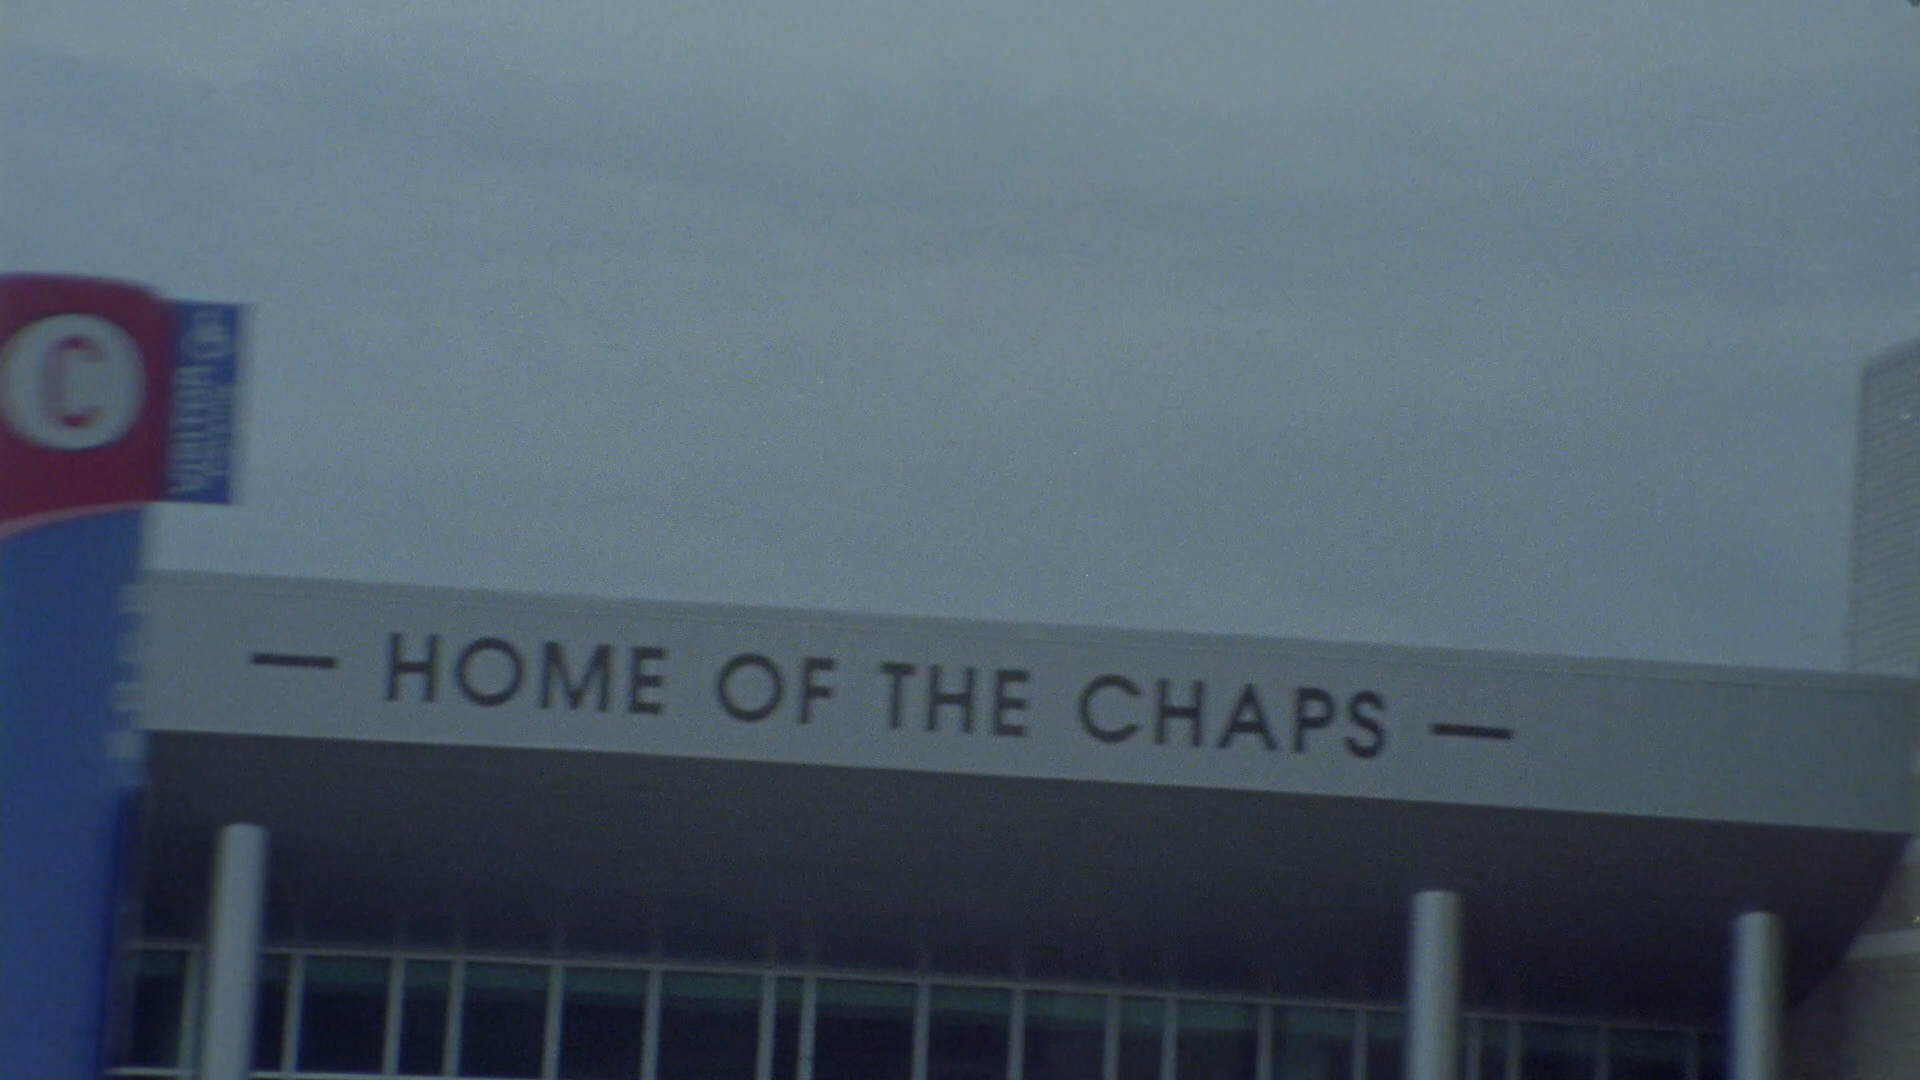 C
— HOME OF THE CHAPS —